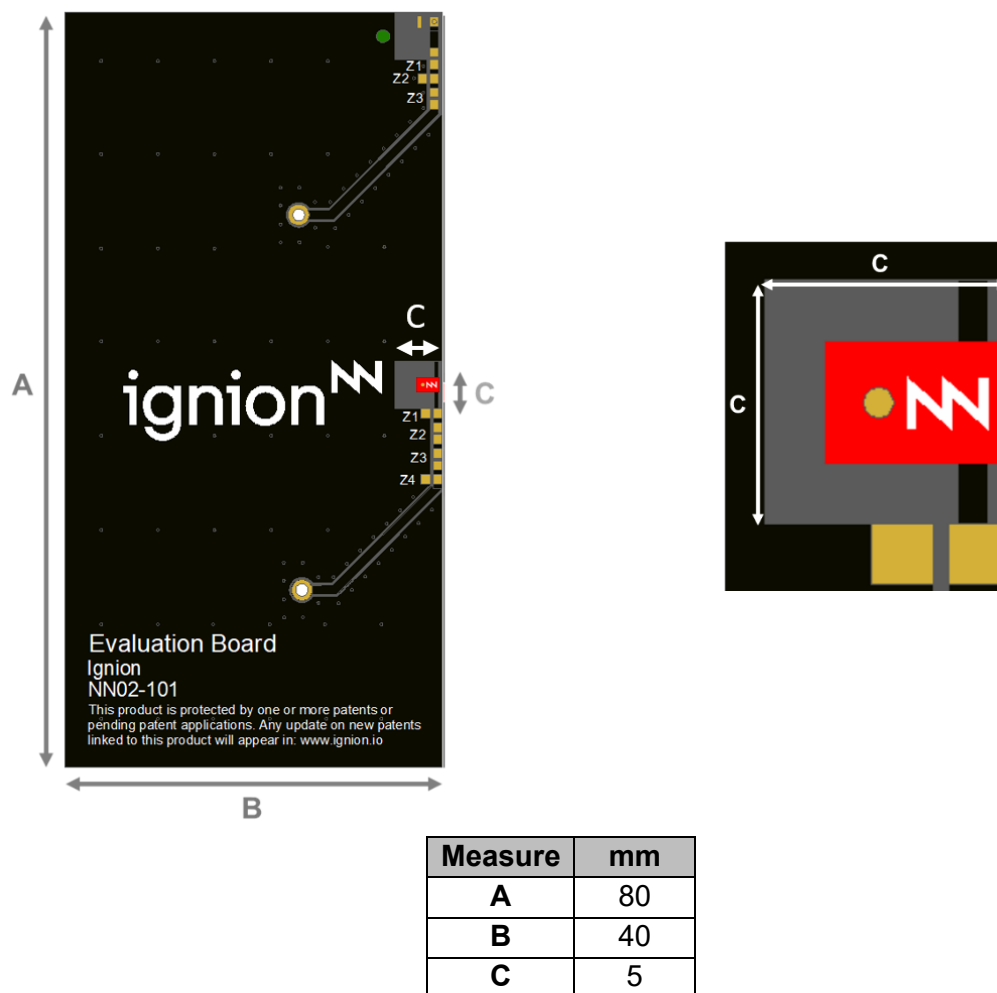 Z1
Z2
Z3
C
A
ignion
C
Z1
Z2
Z3
Z4
Evaluation Board
Ignion
NN02-101
This product is protected by one or more patents or
pending patent applications. Any update on new patents
linked to this product will appear in: www.ignion.io
B
C
C
Measure mm
A 80
B 40
C 5